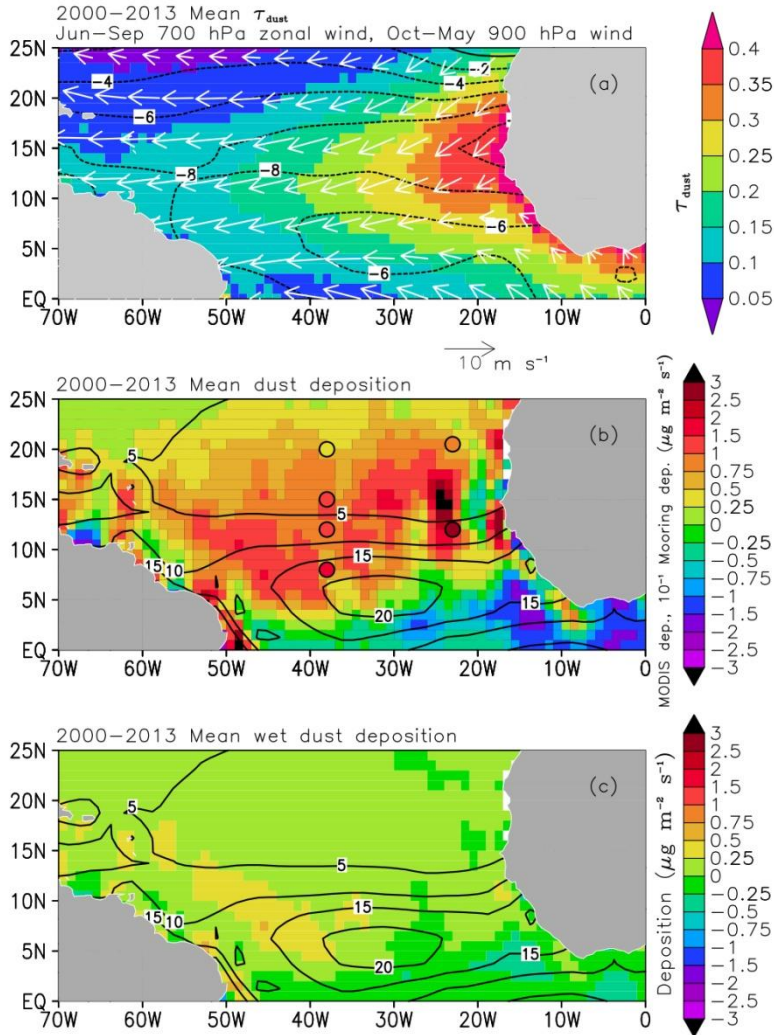 2000−2013 Mean τdust
Jun−Sep 700 hPa zonal wind, Oct−May 900 hPa wind
(a)
25N
20N
15N
10N
5N
EQ
−2
−4
−4
−6
−8
−8
−6
−6
70W 60W 50W 40W 30W 20W 10W 0
10 m s⁻¹
0.4
0.35
0.3
0.25
0.2
0.15
0.1
0.05
τdust
2000−2013 Mean dust deposition
(b)
25N
20N
15N
10N
5N
EQ
5
5
15
10
15
20
15
70W 60W 50W 40W 30W 20W 10W 0
MODIS dep., 10⁻¹ Mooring dep. (μg m⁻² s⁻¹)
3
2.5
2
1.5
1
0.75
0.5
0.25
0
−0.25
−0.5
−0.75
−1
−1.5
−2
−2.5
−3
2000−2013 Mean wet dust deposition
(c)
25N
20N
15N
10N
5N
EQ
5
5
15
10
15
20
15
70W 60W 50W 40W 30W 20W 10W 0
Deposition (μg m⁻² s⁻¹)
3
2.5
2
1.5
1
0.75
0.5
0.25
0
−0.25
−0.5
−0.75
−1
−1.5
−2
−2.5
−3